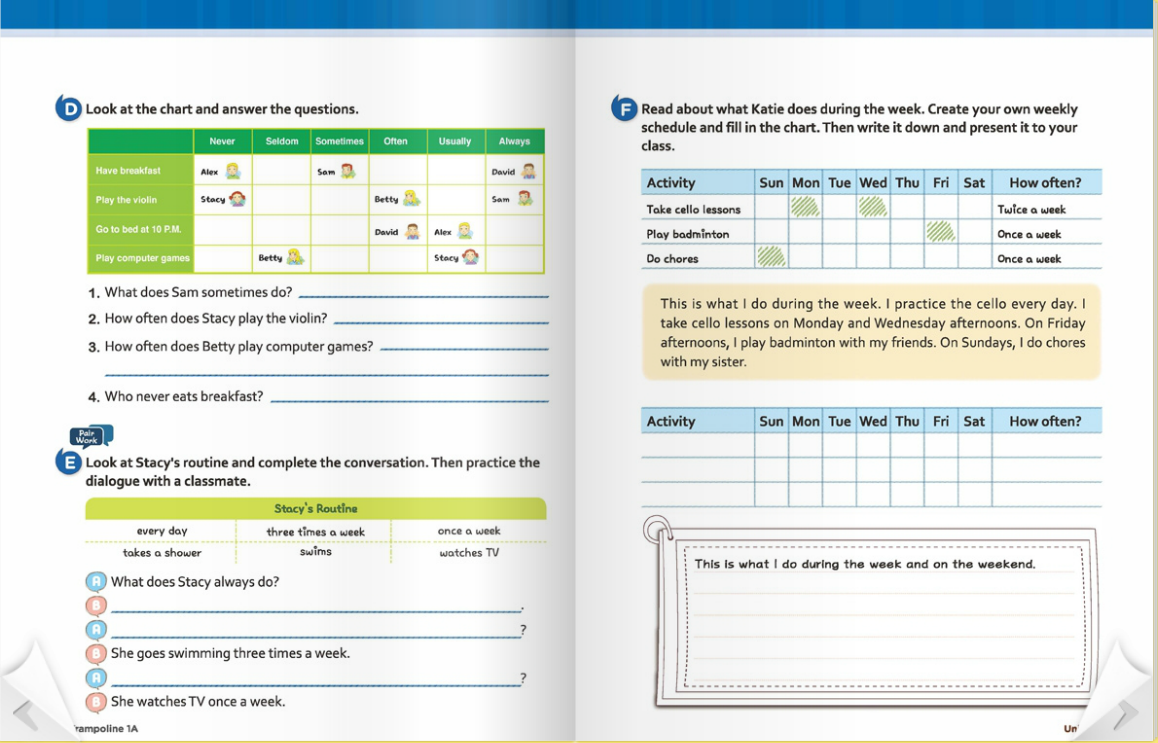 D Look at the chart and answer the questions.
Never Seldom Sometimes Often Usually Always
Have breakfast Alex Sam David
Play the violin Stacy Betty Sam
Go to bed at 10 P.M. David Alex
Play computer games Betty Stacy
1. What does Sam sometimes do?
2. How often does Stacy play the violin?
3. How often does Betty play computer games?
4. Who never eats breakfast?
Pair
Work
E Look at Stacy's routine and complete the conversation. Then practice the
dialogue with a classmate.
Stacy's Routine
every day three times a week once a week
takes a shower swims watches TV
A What does Stacy always do?
B .
A ?
B She goes swimming three times a week.
A ?
B She watches TV once a week.
Trampoline 1A
F Read about what Katie does during the week. Create your own weekly
schedule and fill in the chart. Then write it down and present it to your
class.
Activity Sun Mon Tue Wed Thu Fri Sat How often?
Take cello lessons Twice a week
Play badminton Once a week
Do chores Once a week
This is what I do during the week. I practice the cello every day. I
take cello lessons on Monday and Wednesday afternoons. On Friday
afternoons, I play badminton with my friends. On Sundays, I do chores
with my sister.
Activity Sun Mon Tue Wed Thu Fri Sat How often?
This is what I do during the week and on the weekend.